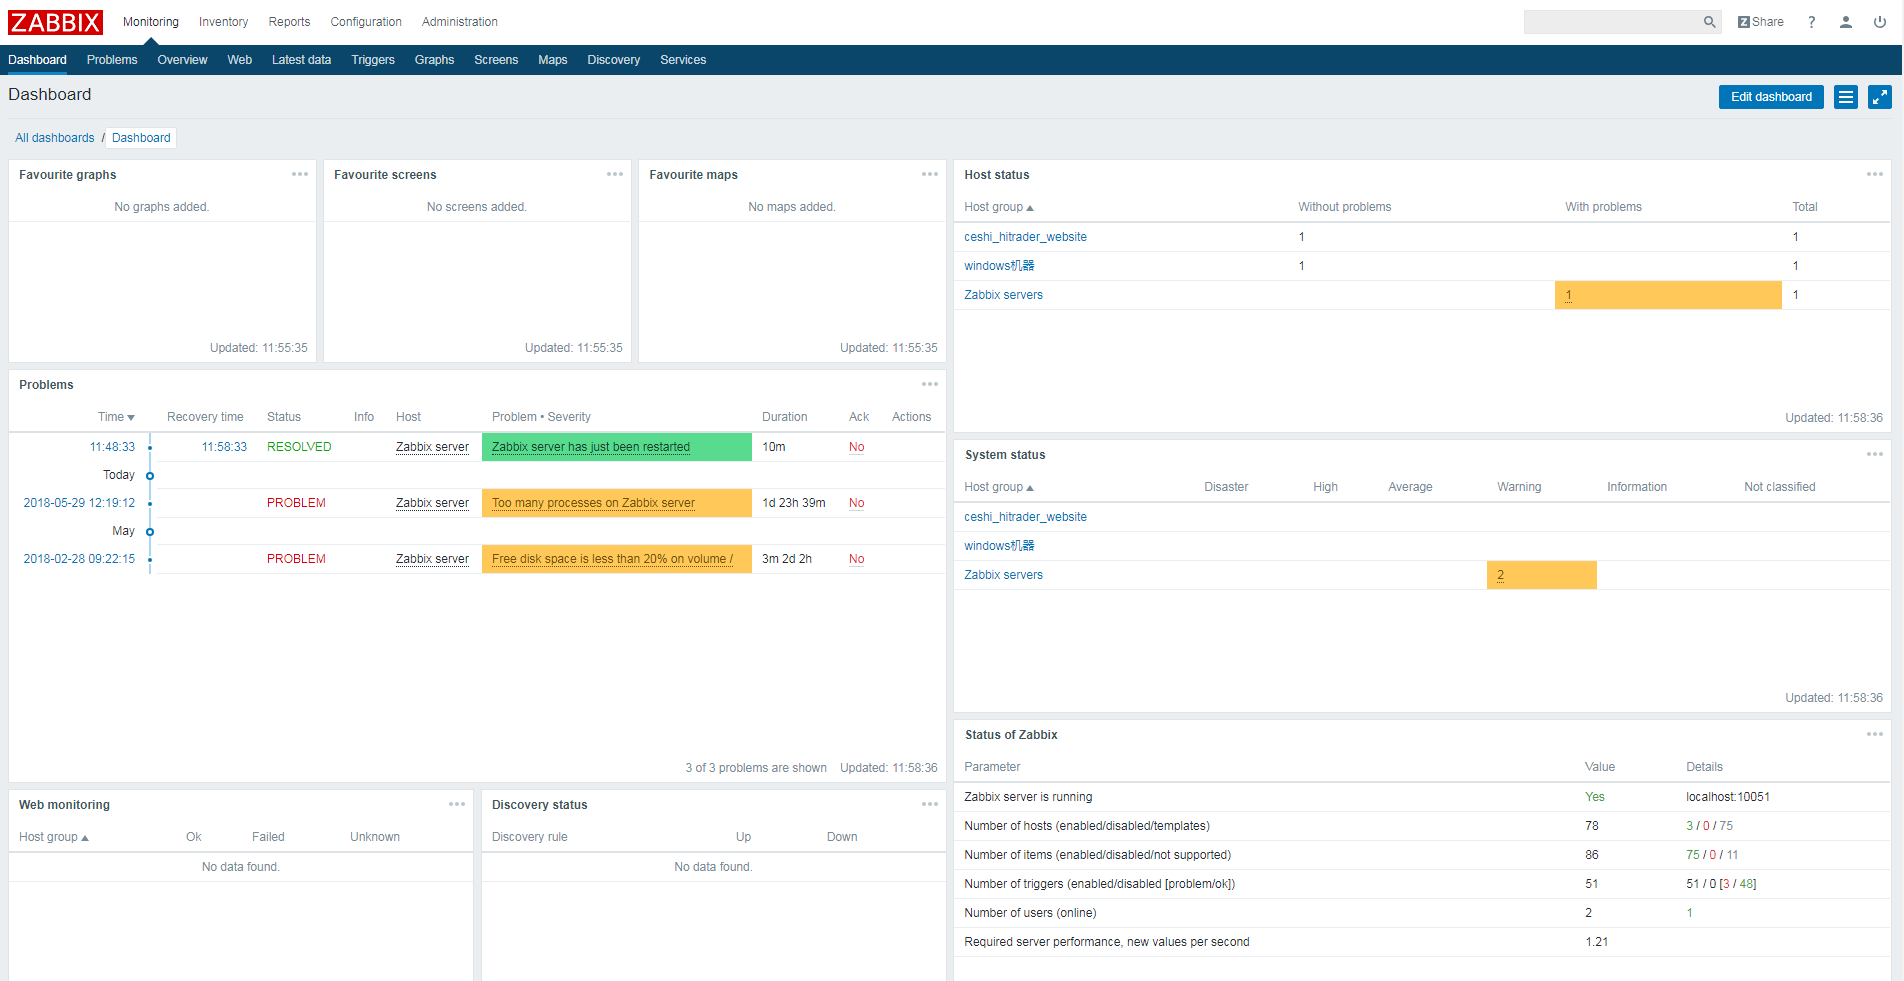 ZABBIX Monitoring Inventory Reports Configuration Administration Z Share ?
Dashboard Problems Overview Web Latest data Triggers Graphs Screens Maps Discovery Services
Dashboard Edit dashboard
All dashboards / Dashboard
Favourite graphs
No graphs added.
Updated: 11:55:35
Favourite screens
No screens added.
Updated: 11:55:35
Favourite maps
No maps added.
Updated: 11:55:35
Host status
Host group Without problems With problems Total
ceshi_hitrader_website 1 1
windows机器 1 1
Zabbix servers 1 1
Updated: 11:58:36
Problems
Time Recovery time Status Info Host Problem • Severity Duration Ack Actions
11:48:33 11:58:33 RESOLVED Zabbix server Zabbix server has just been restarted 10m No
Today
2018-05-29 12:19:12 PROBLEM Zabbix server Too many processes on Zabbix server 1d 23h 39m No
May
2018-02-28 09:22:15 PROBLEM Zabbix server Free disk space is less than 20% on volume / 3m 2d 2h No
3 of 3 problems are shown Updated: 11:58:36
System status
Host group Disaster High Average Warning Information Not classified
ceshi_hitrader_website
windows机器
Zabbix servers 2
Updated: 11:58:36
Web monitoring
Host group Ok Failed Unknown
No data found.
Discovery status
Discovery rule Up Down
No data found.
Status of Zabbix
Parameter Value Details
Zabbix server is running Yes localhost:10051
Number of hosts (enabled/disabled/templates) 78 3 / 0 / 75
Number of items (enabled/disabled/not supported) 86 75 / 0 / 11
Number of triggers (enabled/disabled [problem/ok]) 51 51 / 0 [3 / 48]
Number of users (online) 2 1
Required server performance, new values per second 1.21